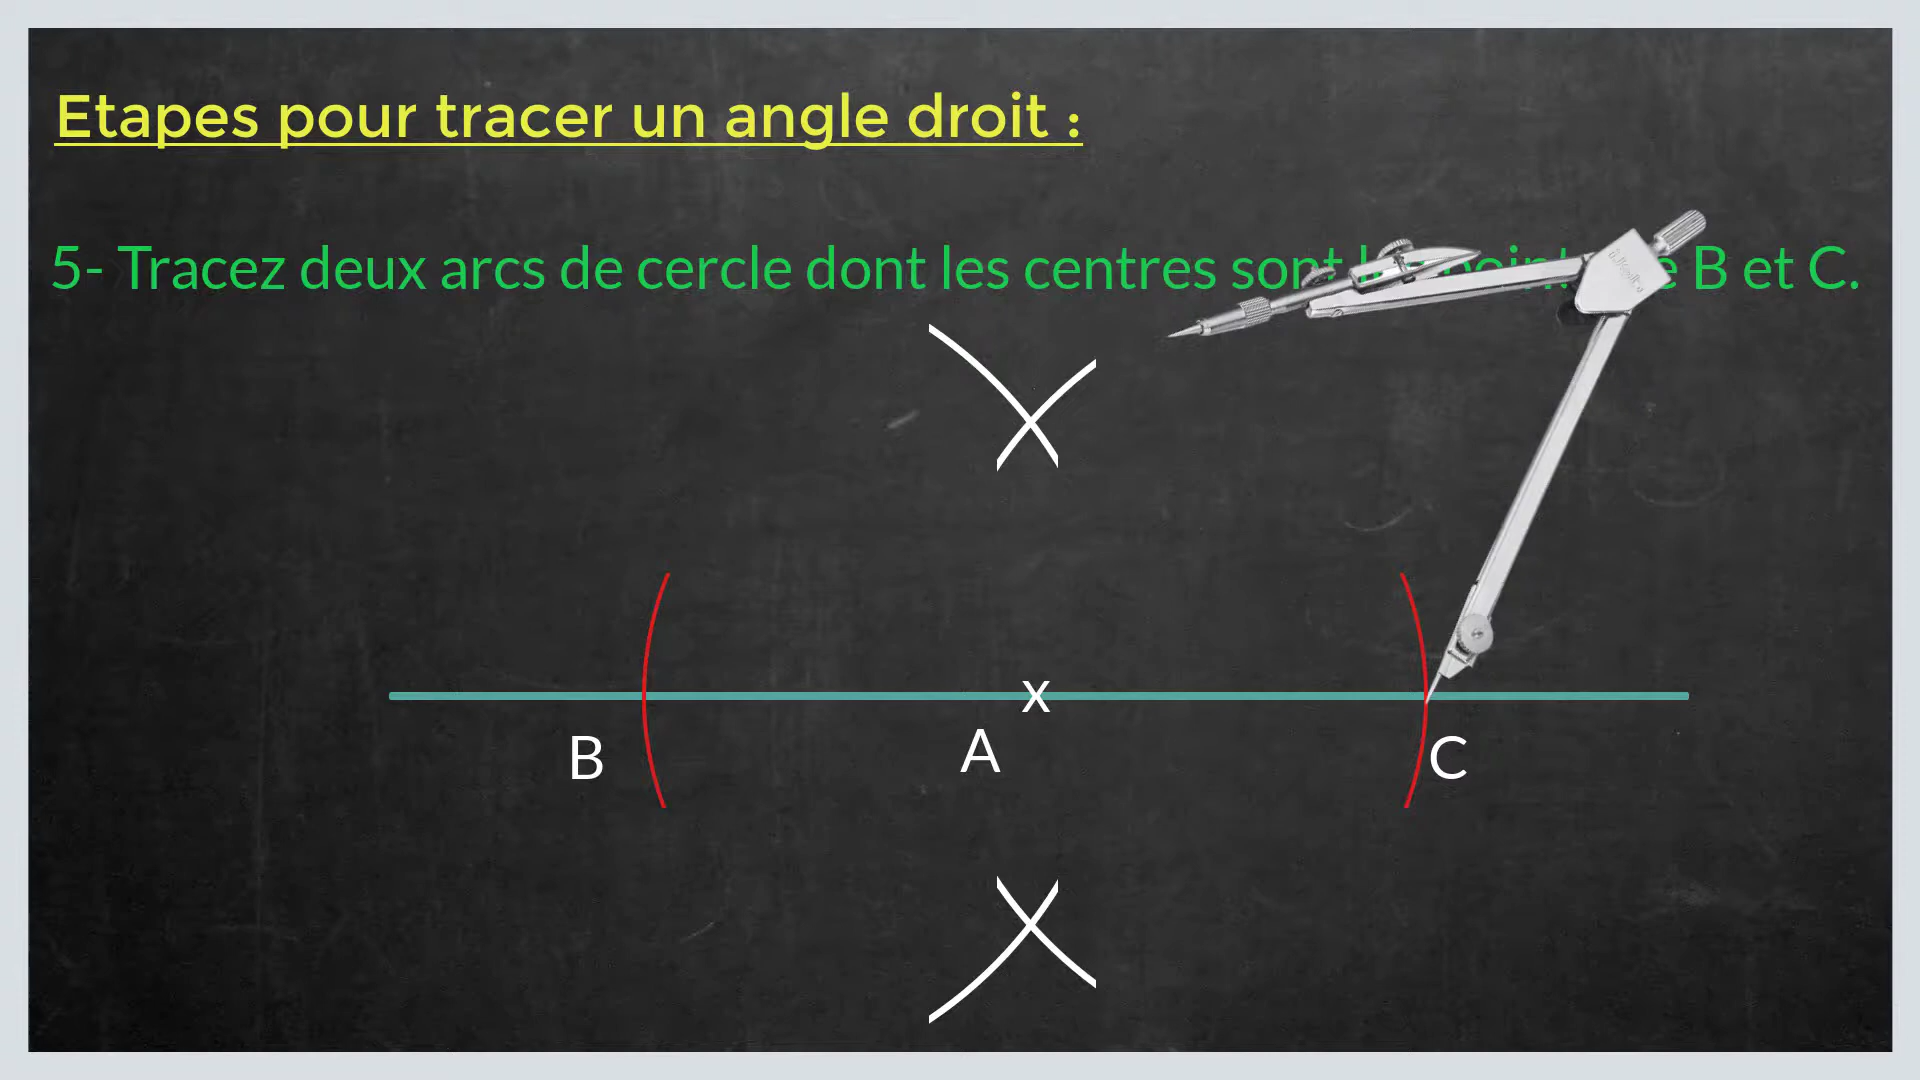 Etapes pour tracer un angle droit :
5- Tracez deux arcs de cercle dont les centres sont B et C.
x
B A C